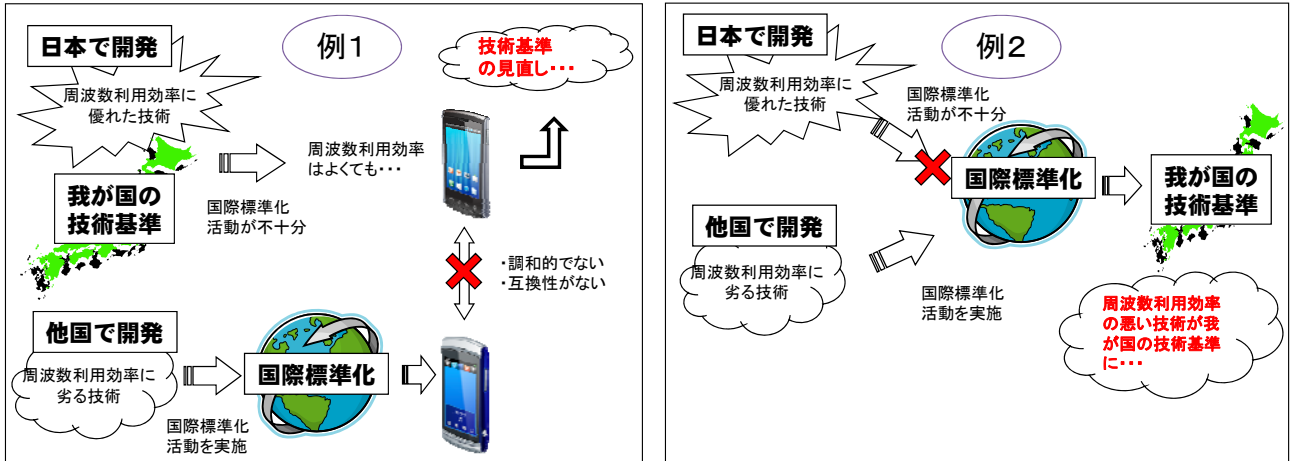 例1
日本で開発
周波数利用効率に
優れた技術
我が国の
技術基準
国際標準化
活動が不十分
周波数利用効率
はよくても・・・
技術基準
の見直し・・・
・調和的でない
・互換性がない
他国で開発
周波数利用効率に
劣る技術
国際標準化
活動を実施
国際標準化
例2
日本で開発
周波数利用効率に
優れた技術
国際標準化
活動が不十分
国際標準化
我が国の
技術基準
他国で開発
周波数利用効率に
劣る技術
国際標準化
活動を実施
周波数利用効率
の悪い技術が我
が国の技術基準
に・・・